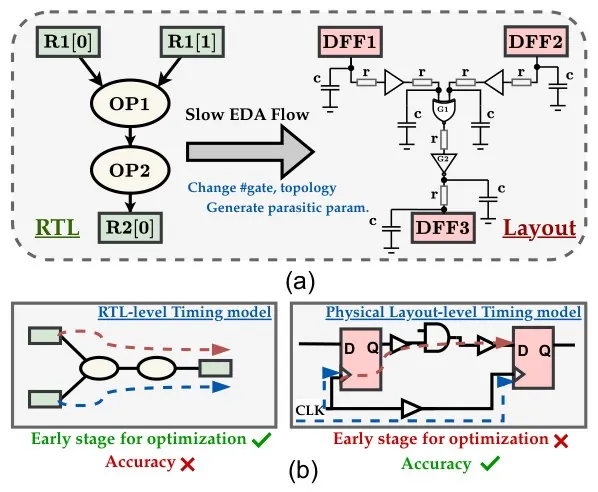 R1[0]
R1[1]
OP1
OP2
R2[0]
RTL
Slow EDA Flow
Change #gate, topology
Generate parasitic param.
DFF1
DFF2
c
r
r
r
r
c
c
c
G1
r
G2
r
c
c
DFF3
Layout
(a)
RTL-level Timing model
Early stage for optimization ✓
Accuracy ✗
Physical Layout-level Timing model
D Q
D Q
CLK
Early stage for optimization ✗
Accuracy ✓
(b)